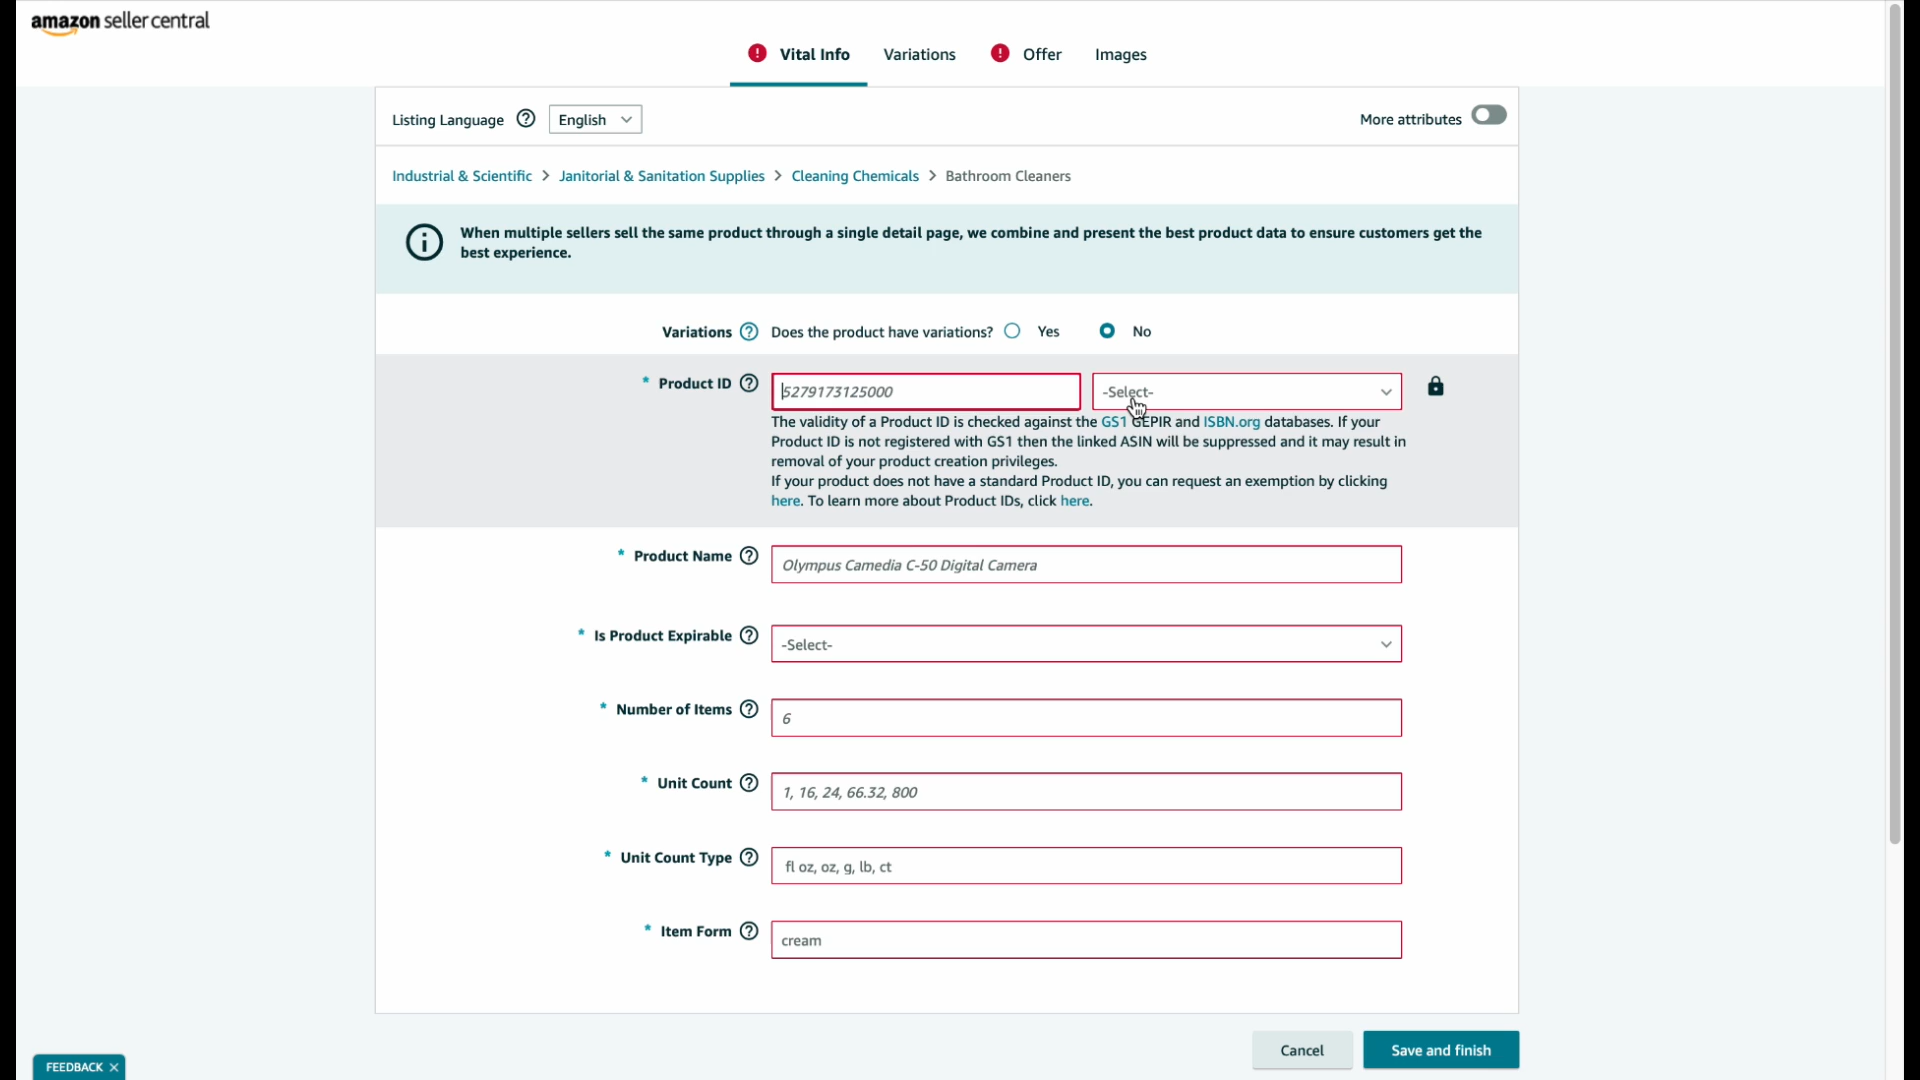 amazon seller central
Vital Info
Variations
Offer
Images
Listing Language
English
More attributes
Industrial & Scientific > Janitorial & Sanitation Supplies > Cleaning Chemicals > Bathroom Cleaners
When multiple sellers sell the same product through a single detail page, we combine and present the best product data to ensure customers get the
best experience.
Variations
Does the product have variations?
Yes
No
* Product ID
5279173125000
-Select-
The validity of a Product ID is checked against the GS1 GEPIR and ISBN.org databases. If your
Product ID is not registered with GS1 then the linked ASIN will be suppressed and it may result in
removal of your product creation privileges.
If your product does not have a standard Product ID, you can request an exemption by clicking
here. To learn more about Product IDs, click here.
* Product Name
Olympus Camedia C-50 Digital Camera
* Is Product Expirable
-Select-
* Number of Items
6
* Unit Count
1, 16, 24, 66.32, 800
* Unit Count Type
fl oz, oz, g, lb, ct
* Item Form
cream
Cancel
Save and finish
FEEDBACK